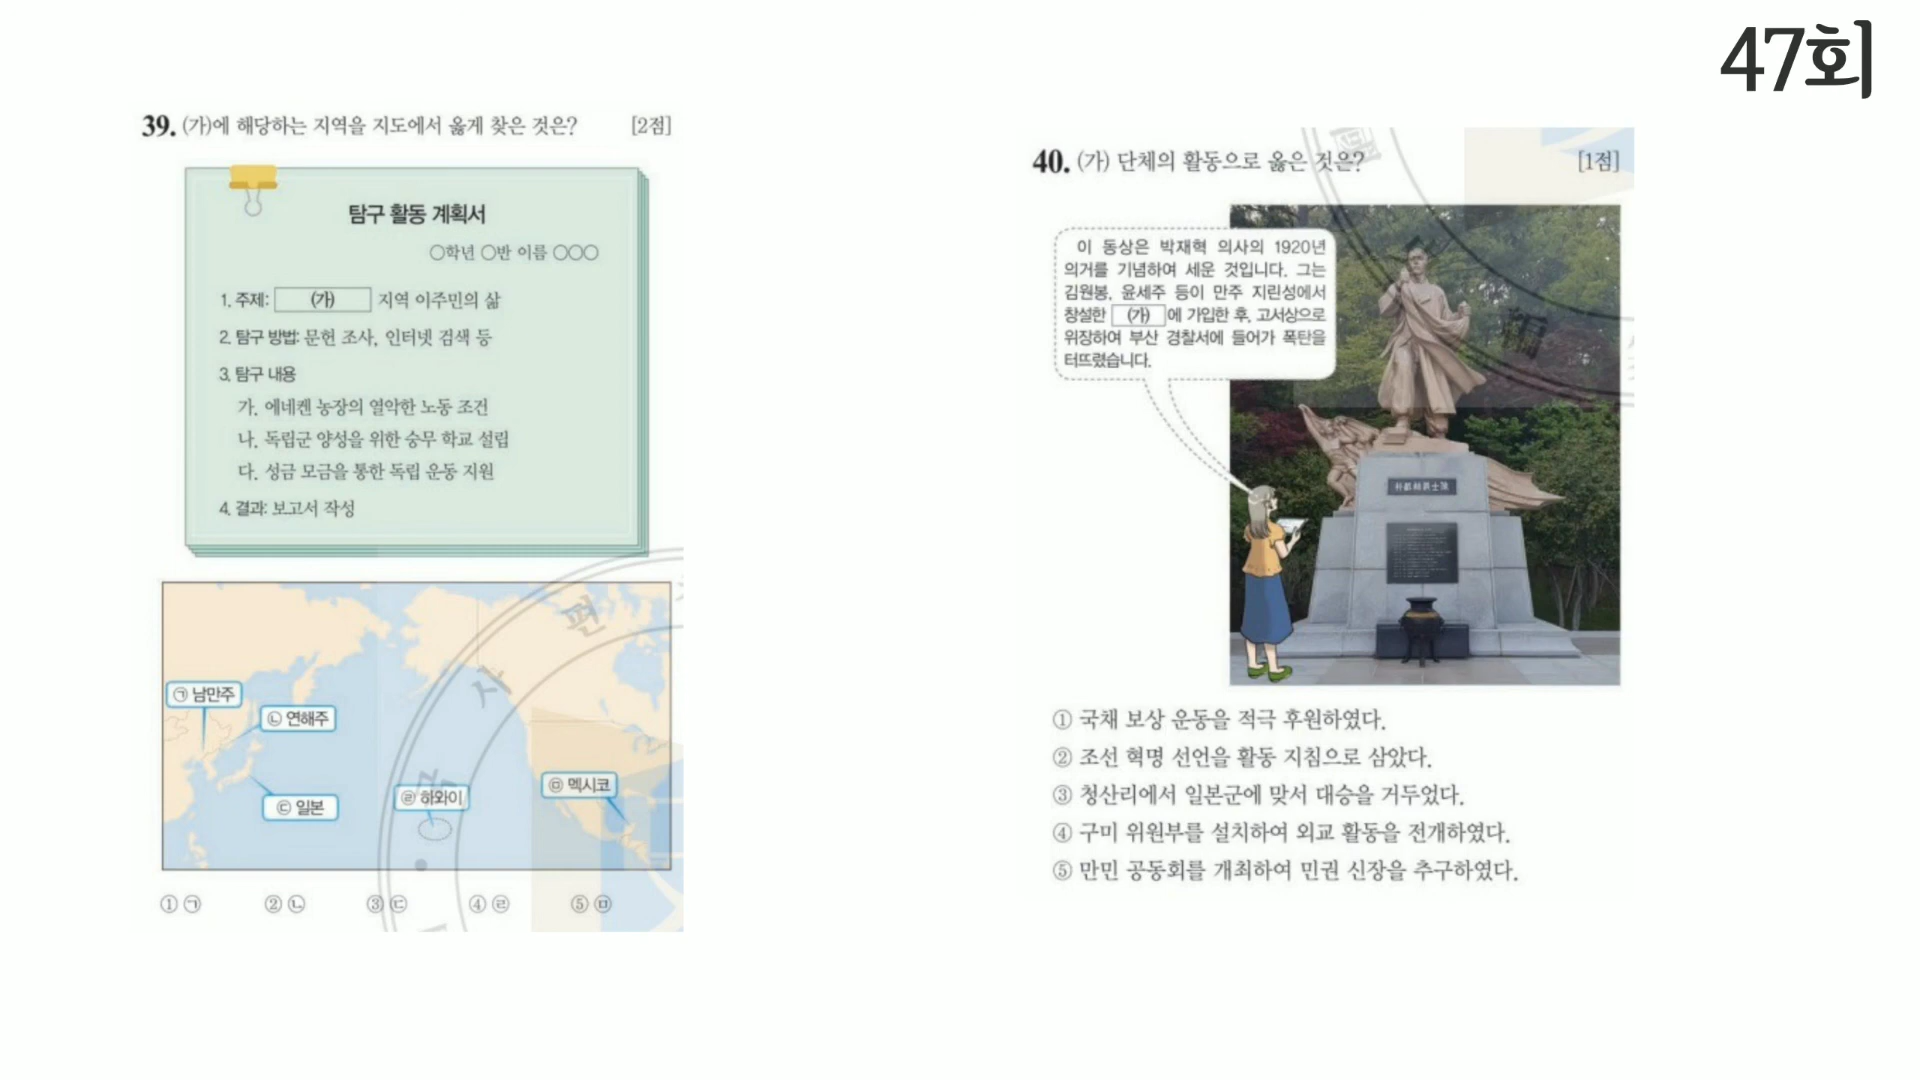 47회
39. (가)에 해당하는 지역을 지도에서 옳게 찾은 것은? [2점]
탐구 활동 계획서
○학년 ○반 이름 ○○○
1. 주제: (가) 지역 이주민의 삶
2. 탐구 방법: 문헌 조사, 인터넷 검색 등
3. 탐구 내용
가. 에네켄 농장의 열악한 노동 조건
나. 독립군 양성을 위한 숭무 학교 설립
다. 성금 모금을 통한 독립 운동 지원
4. 결과: 보고서 작성
㉠ 남만주
㉡ 연해주
㉢ 일본
㉣ 하와이
㉤ 멕시코
① ㉠ ② ㉡ ③ ㉢ ④ ㉣ ⑤ ㉤
40. (가) 단체의 활동으로 옳은 것은? [1점]
이 동상은 박재혁 의사의 1920년
의거를 기념하여 세운 것입니다. 그는
김원봉, 윤세주 등이 만주 지린성에서
창설한 (가) 에 가입한 후, 고서상으로
위장하여 부산 경찰서에 들어가 폭탄을
터뜨렸습니다.
① 국채 보상 운동을 적극 후원하였다.
② 조선 혁명 선언을 활동 지침으로 삼았다.
③ 청산리에서 일본군에 맞서 대승을 거두었다.
④ 구미 위원부를 설치하여 외교 활동을 전개하였다.
⑤ 만민 공동회를 개최하여 민권 신장을 추구하였다.